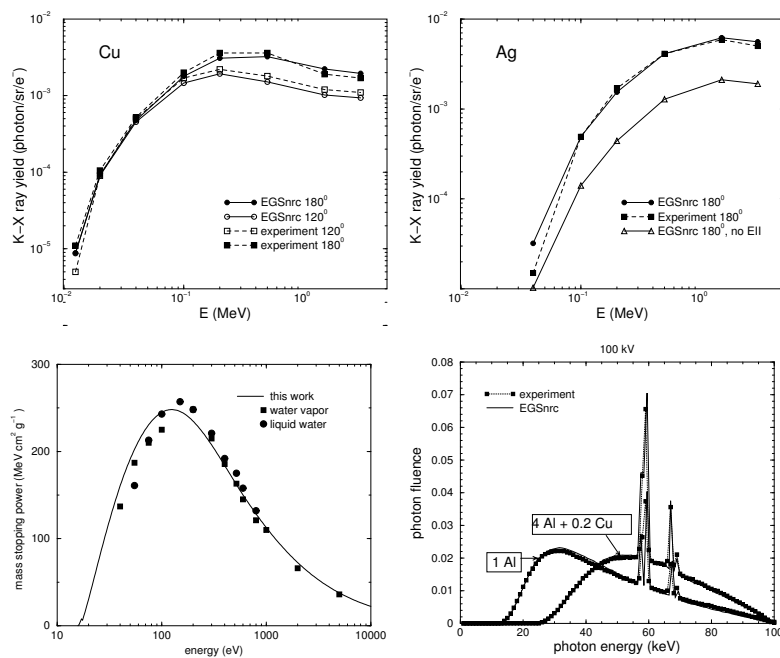 Cu
K−X ray yield (photon/sr/e⁻)
10⁻²
10⁻³
10⁻⁴
10⁻⁵
EGSnrc 180⁰
EGSnrc 120⁰
experiment 120⁰
experiment 180⁰
10⁻² 10⁻¹ 10⁰
E (MeV)
Ag
K−X ray yield (photon/sr/e⁻)
10⁻²
10⁻³
10⁻⁴
10⁻⁵
EGSnrc 180⁰
Experiment 180⁰
EGSnrc 180⁰, no EII
10⁻² 10⁻¹ 10⁰
E (MeV)
mass stopping power (MeV cm² g⁻¹)
300
200
100
0
this work
water vapor
liquid water
10 100 1000 10000
energy (eV)
100 kV
photon fluence
0.08
0.07
0.06
0.05
0.04
0.03
0.02
0.01
0
experiment
EGSnrc
4 Al + 0.2 Cu
1 Al
0 20 40 60 80 100
photon energy (keV)